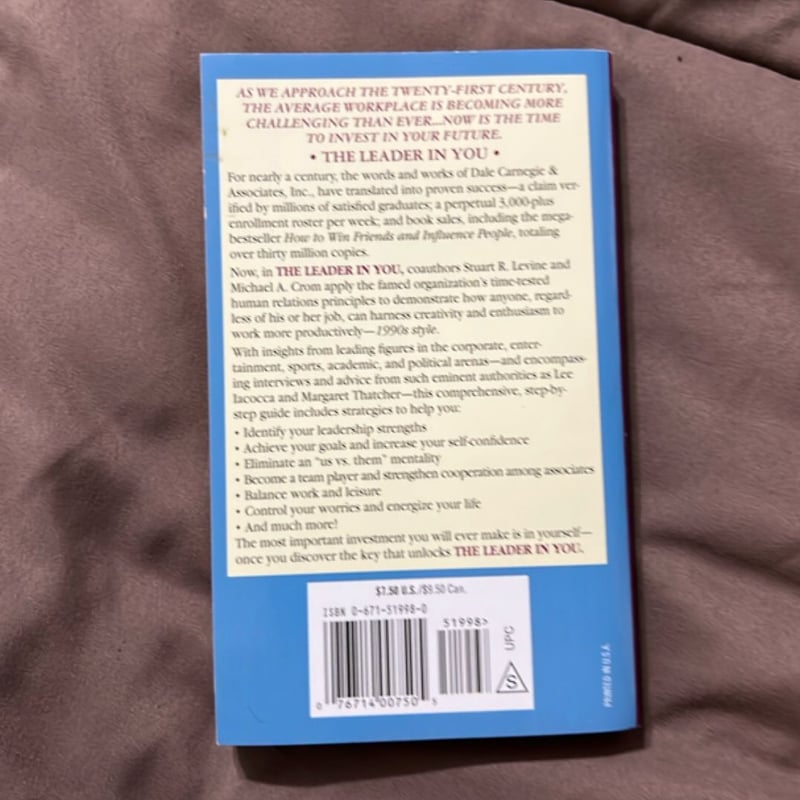 AS WE APPROACH THE TWENTY-FIRST CENTURY,
THE AVERAGE WORKPLACE IS BECOMING MORE
CHALLENGING THAN EVER...NOW IS THE TIME
TO INVEST IN YOUR FUTURE.
• THE LEADER IN YOU •
For nearly a century, the words and works of Dale Carnegie &
Associates, Inc., have translated into proven success—a claim ver-
ified by millions of satisfied graduates; a perpetual 3,000-plus
enrollment roster per week; and book sales, including the mega-
bestseller How to Win Friends and Influence People, totaling
over thirty million copies.
Now, in THE LEADER IN YOU, coauthors Stuart R. Levine and
Michael A. Crom apply the famed organization's time-tested
human relations principles to demonstrate how anyone, regard-
less of his or her job, can harness creativity and enthusiasm to
work more productively—1990s style.
With insights from leading figures in the corporate, enter-
tainment, sports, academic, and political arenas—and encompass-
ing interviews and advice from such eminent authorities as Lee
Iacocca and Margaret Thatcher—this comprehensive, step-by-
step guide includes strategies to help you:
• Identify your leadership strengths
• Achieve your goals and increase your self-confidence
• Eliminate an "us vs. them" mentality
• Become a team player and strengthen cooperation among associates
• Balance work and leisure
• Control your worries and energize your life
• And much more!
The most important investment you will ever make is in yourself—
once you discover the key that unlocks THE LEADER IN YOU.
$7.50 U.S./$9.50 Can.
ISBN 0-671-51998-0
51998>
UPC
S
0 76714 00750 5
PRINTED IN U.S.A.